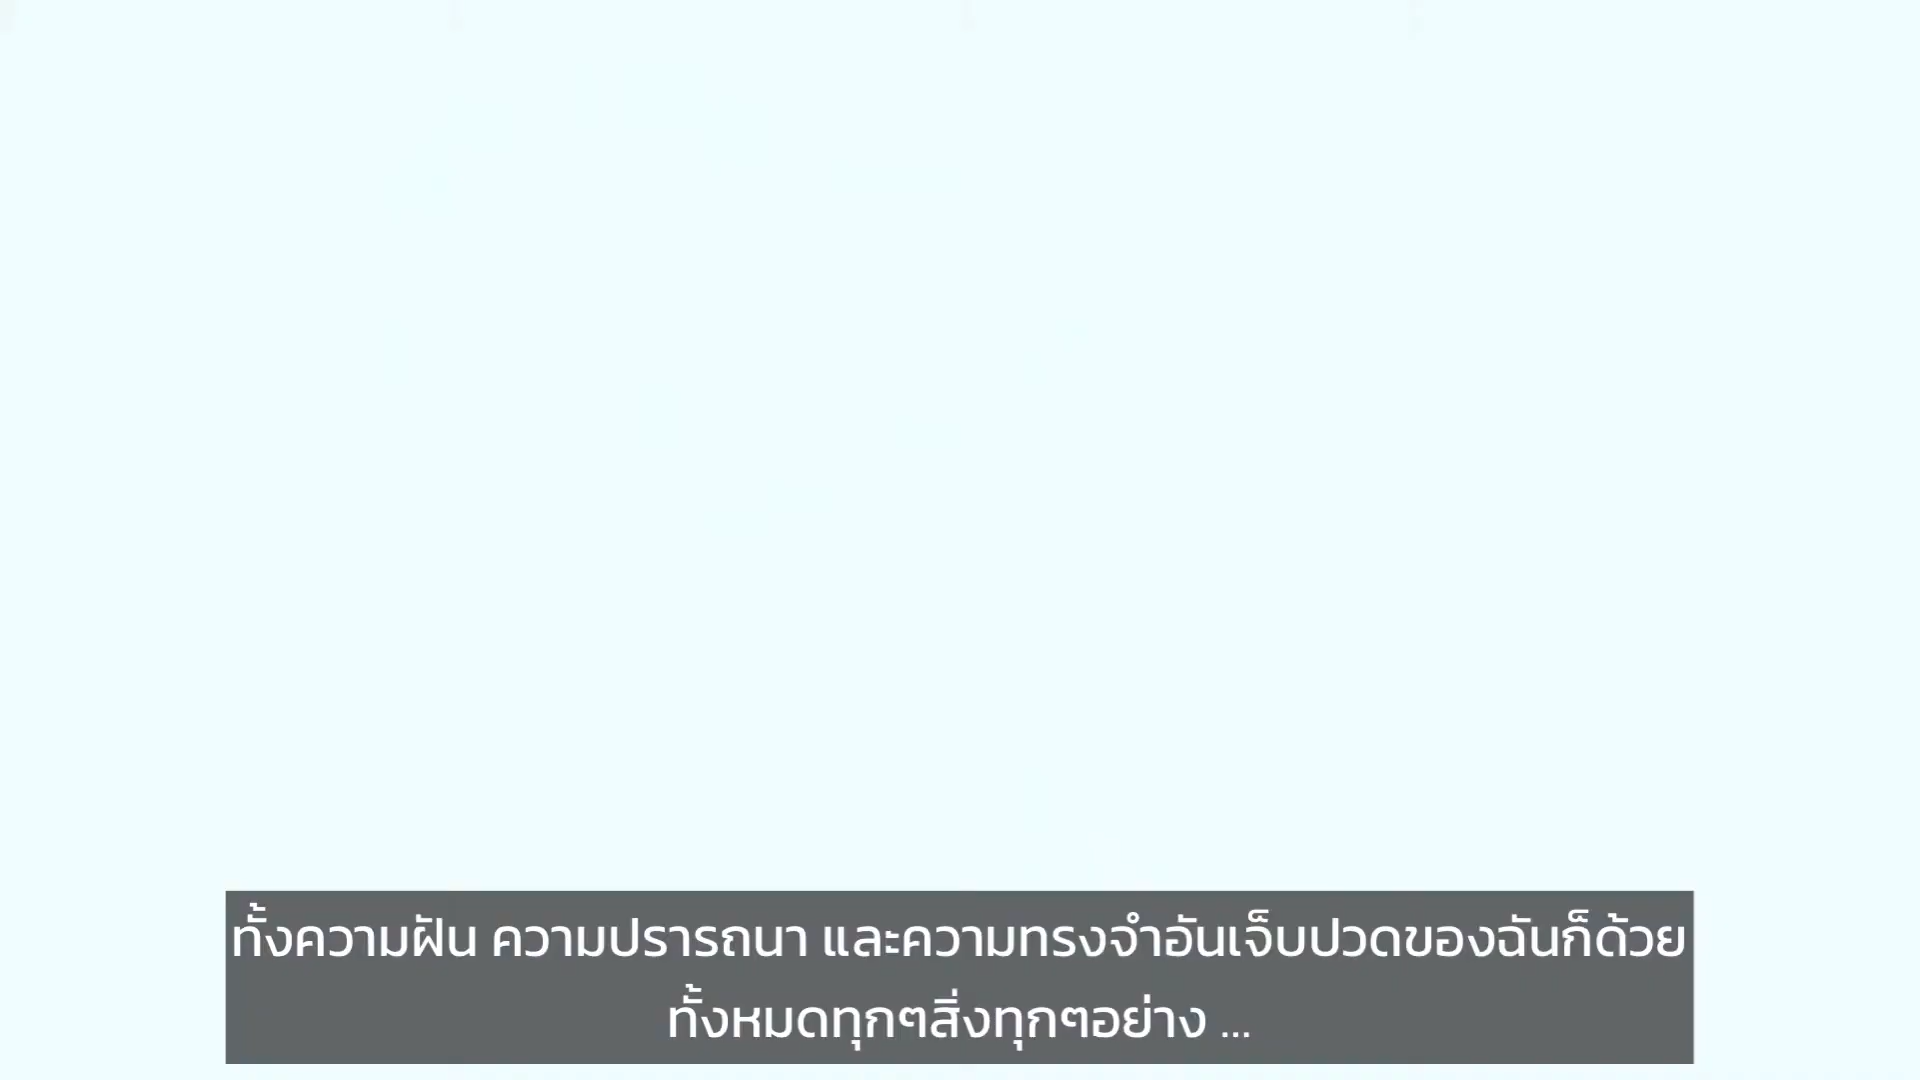 ทั้งความฝัน ความปรารถนา และความทรงจำอันเจ็บปวดของฉันก็ด้วย
ทั้งหมดทุกๆสิ่งทุกๆอย่าง ...